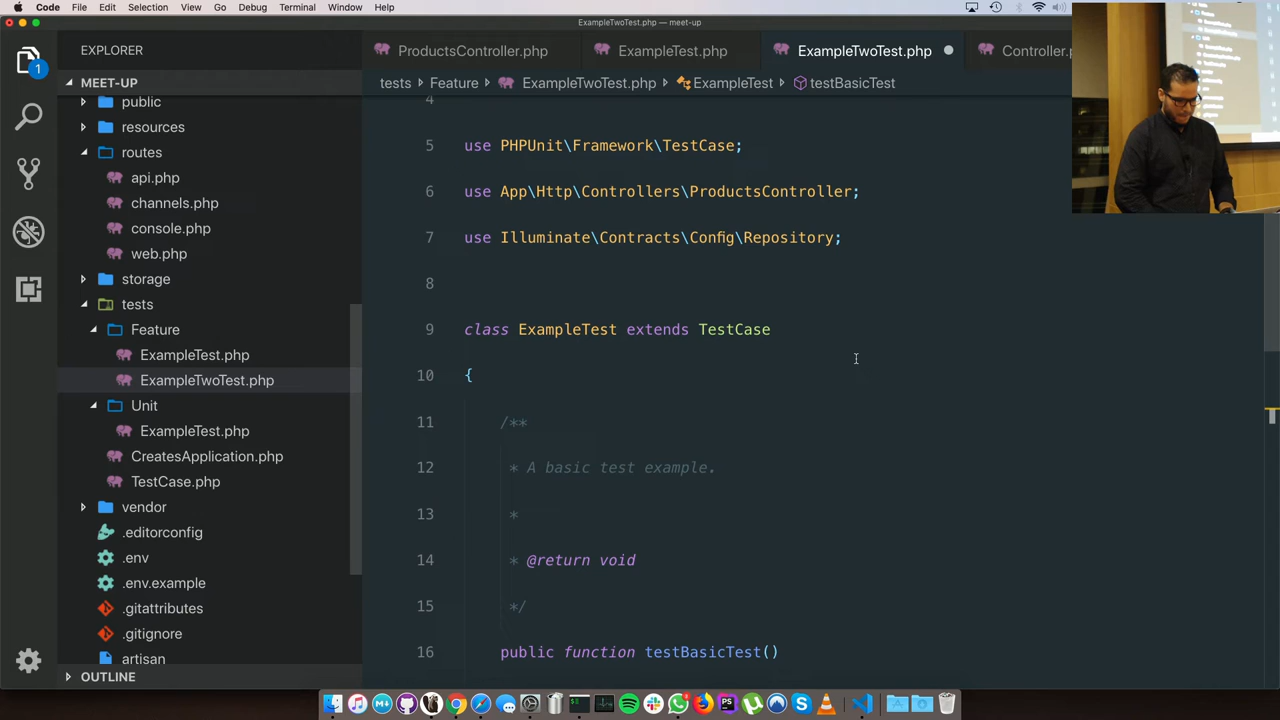 Code File Edit Selection View Go Debug Terminal Window Help
ExampleTwoTest.php — meet-up
EXPLORER
1
MEET-UP
public
resources
routes
api.php
channels.php
console.php
web.php
storage
tests
Feature
ExampleTest.php
ExampleTwoTest.php
Unit
ExampleTest.php
CreatesApplication.php
TestCase.php
vendor
.editorconfig
.env
.env.example
.gitattributes
.gitignore
artisan
OUTLINE
ProductsController.php ExampleTest.php ExampleTwoTest.php Controller.p
tests > Feature > ExampleTwoTest.php > ExampleTest > testBasicTest
4
5 use PHPUnit\Framework\TestCase;
6 use App\Http\Controllers\ProductsController;
7 use Illuminate\Contracts\Config\Repository;
8
9 class ExampleTest extends TestCase
10 {
11 /**
12 * A basic test example.
13 *
14 * @return void
15 */
16 public function testBasicTest()